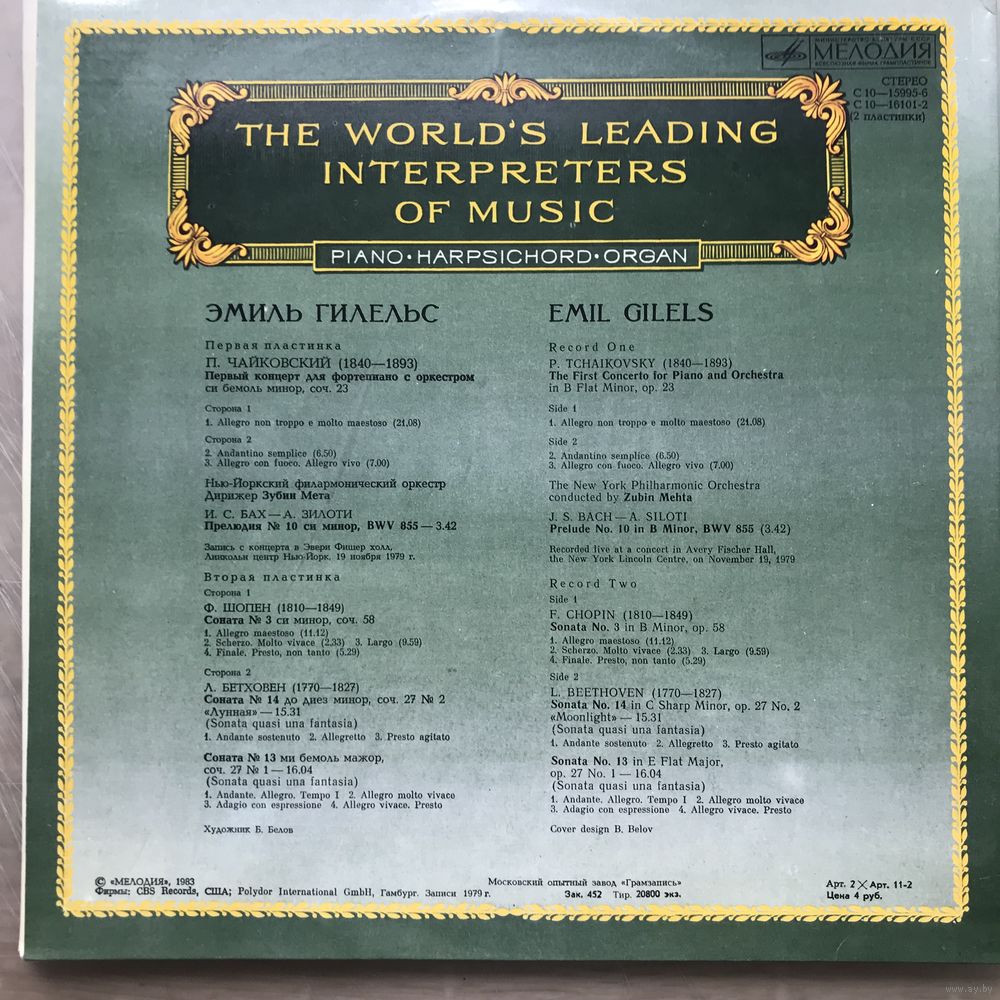 МИНИСТЕРСТВО КУЛЬТУРЫ СССР
МЕЛОДИЯ
ВСЕСОЮЗНАЯ ФИРМА ГРАМПЛАСТИНОК
СТЕРЕО
С 10—15995-6
С 10—16101-2
(2 пластинки)
THE WORLD'S LEADING
INTERPRETERS
OF MUSIC
PIANO·HARPSICHORD·ORGAN
ЭМИЛЬ ГИЛЕЛЬС
Первая пластинка
П. ЧАЙКОВСКИЙ (1840—1893)
Первый концерт для фортепиано с оркестром
си бемоль минор, соч. 23
Сторона 1
1. Allegro non troppo e molto maestoso (21.08)
Сторона 2
2. Andantino semplice (6.50)
3. Allegro con fuoco. Allegro vivo (7.00)
Нью-Йоркский филармонический оркестр
Дирижер Зубин Мета
И. С. БАХ — А. ЗИЛОТИ
Прелюдия № 10 си минор, BWV 855 — 3.42
Запись с концерта в Эвери Фишер холл,
Линкольн центр Нью-Йорк. 19 ноября 1979 г.
Вторая пластинка
Сторона 1
Ф. ШОПЕН (1810—1849)
Соната № 3 си минор, соч. 58
1. Allegro maestoso (11.12)
2. Scherzo. Molto vivace (2.33) 3. Largo (9.59)
4. Finale. Presto, non tanto (5.29)
Сторона 2
Л. БЕТХОВЕН (1770—1827)
Соната № 14 до диез минор, соч. 27 № 2
«Лунная» — 15.31
(Sonata quasi una fantasia)
1. Andante sostenuto 2. Allegretto 3. Presto agitato
Соната № 13 ми бемоль мажор,
соч. 27 № 1 — 16.04
(Sonata quasi una fantasia)
1. Andante. Allegro. Tempo I 2. Allegro molto vivace
3. Adagio con espressione 4. Allegro vivace. Presto
Художник Б. Белов
EMIL GILELS
Record One
P. TCHAIKOVSKY (1840—1893)
The First Concerto for Piano and Orchestra
in B Flat Minor, op. 23
Side 1
1. Allegro non troppo e molto maestoso (21.08)
Side 2
2. Andantino semplice (6.50)
3. Allegro con fuoco. Allegro vivo (7.00)
The New York Philharmonic Orchestra
conducted by Zubin Mehta
J. S. BACH — A. SILOTI
Prelude No. 10 in B Minor, BWV 855 (3.42)
Recorded live at a concert in Avery Fischer Hall,
the New York Lincoln Centre, on November 19, 1979
Record Two
Side 1
F. CHOPIN (1810—1849)
Sonata No. 3 in B Minor, op. 58
1. Allegro maestoso (11.12)
2. Scherzo. Molto vivace (2.33) 3. Largo (9.59)
4. Finale. Presto, non tanto (5.29)
Side 2
L. BEETHOVEN (1770—1827)
Sonata No. 14 in C Sharp Minor, op. 27 No. 2
«Moonlight» — 15.31
(Sonata quasi una fantasia)
1. Andante sostenuto 2. Allegretto 3. Presto agitato
Sonata No. 13 in E Flat Major,
op. 27 No. 1 — 16.04
(Sonata quasi una fantasia)
1. Andante. Allegro. Tempo I 2. Allegro molto vivace
3. Adagio con espressione 4. Allegro vivace. Presto
Cover design B. Belov
© «МЕЛОДИЯ», 1983
Фирмы: CBS Records, США; Polydor International GmbH, Гамбург. Записи 1979 г.
Московский опытный завод «Грамзапись»
Зак. 452 Тир. 20800 экз.
Арт. 2 X Арт. 11-2
Цена 4 руб.
www.ay.by